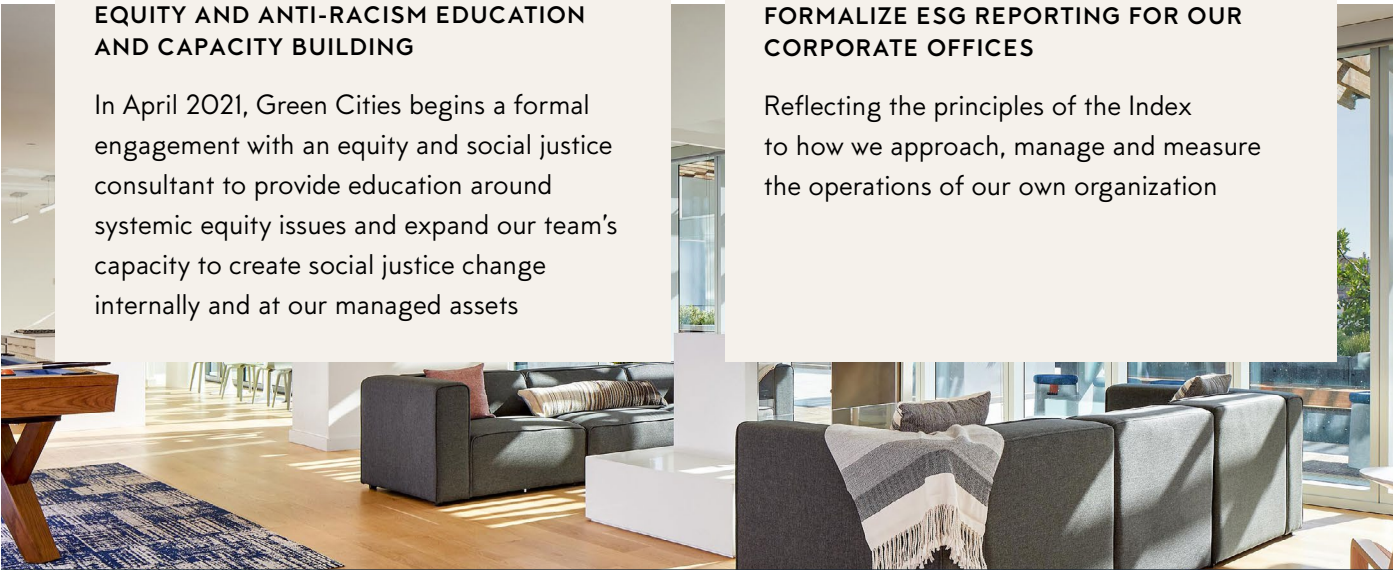 EQUITY AND ANTI-RACISM EDUCATION
AND CAPACITY BUILDING
In April 2021, Green Cities begins a formal
engagement with an equity and social justice
consultant to provide education around
systemic equity issues and expand our team's
capacity to create social justice change
internally and at our managed assets
FORMALIZE ESG REPORTING FOR OUR
CORPORATE OFFICES
Reflecting the principles of the Index
to how we approach, manage and measure
the operations of our own organization